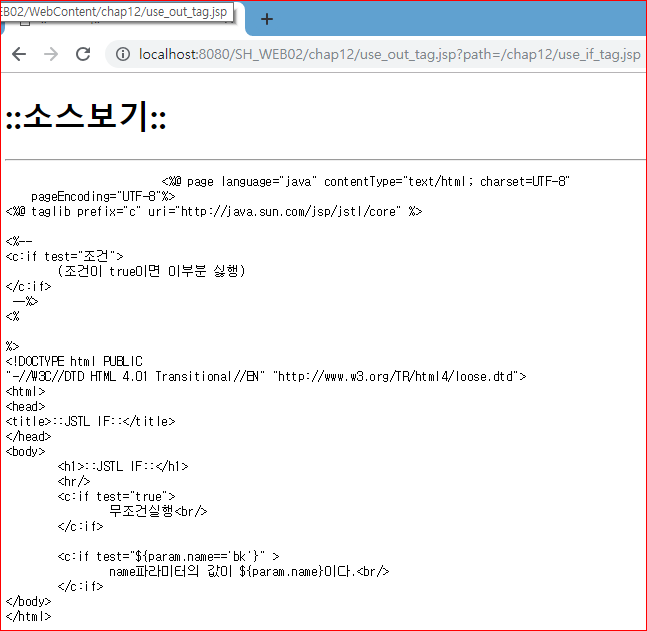 EB02/WebContent/chap12/use_out_tag.jsp
localhost:8080/SH_WEB02/chap12/use_out_tag.jsp?path=/chap12/use_if_tag.jsp
::소스보기::
<%@ page language="java" contentType="text/html; charset=UTF-8"
pageEncoding="UTF-8"%>
<%@ taglib prefix="c" uri="http://java.sun.com/jsp/jstl/core" %>
<%--
<c:if test="조건">
(조건이 true이면 이부분 싫행)
</c:if>
--%>
<%
%>
<!DOCTYPE html PUBLIC
"-//W3C//DTD HTML 4.01 Transitional//EN" "http://www.w3.org/TR/html4/loose.dtd">
<html>
<head>
<title>::JSTL IF::</title>
</head>
<body>
<h1>::JSTL IF::</h1>
<hr/>
<c:if test="true">
무조건실행<br/>
</c:if>
<c:if test="${param.name=='bk'}" >
name파라미터의 값이 ${param.name}이다.<br/>
</c:if>
</body>
</html>